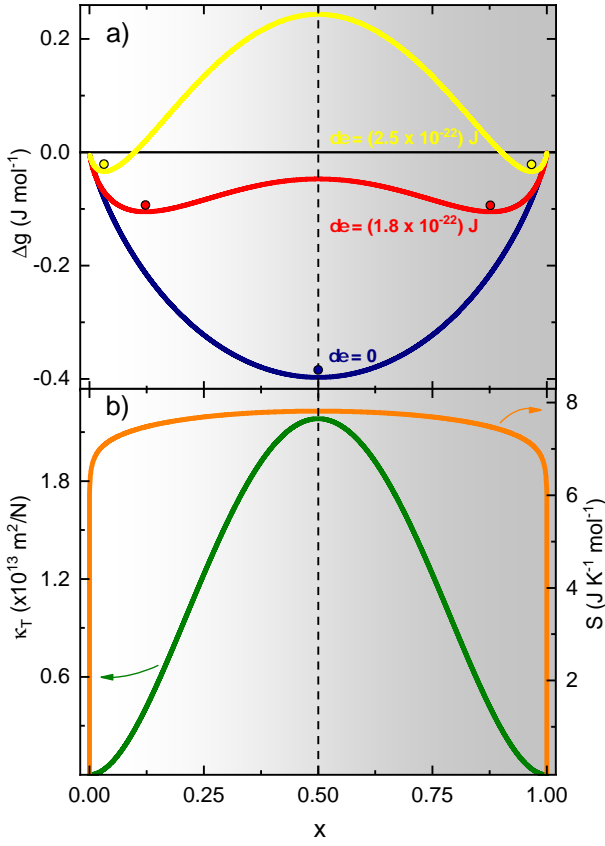 a)
0.2
0.0
-0.2
-0.4
Δg (J mol⁻¹)
de = (2.5 x 10⁻²²) J
de = (1.8 x 10⁻²²) J
de = 0
b)
1.8
1.2
0.6
κ_T (x10¹³ m²/N)
8
6
4
2
S (J K⁻¹ mol⁻¹)
0.00 0.25 0.50 0.75 1.00
x